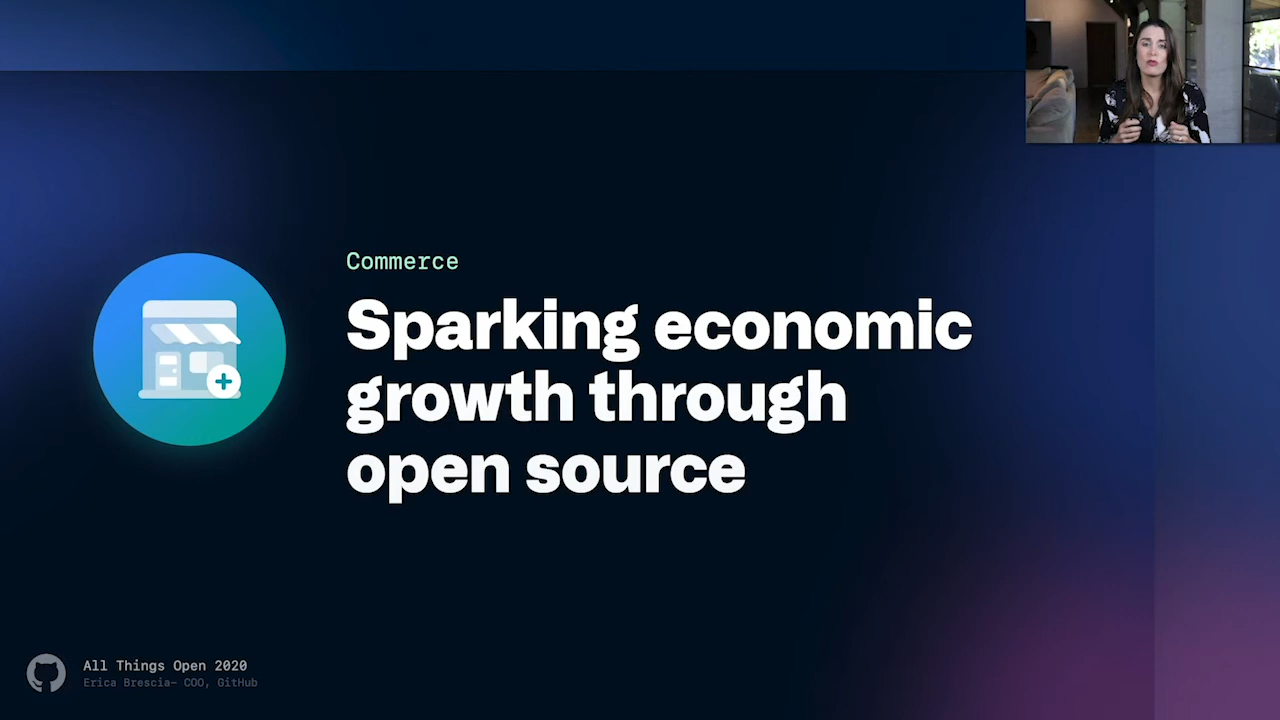 Commerce
Sparking economic
growth through
open source
All Things Open 2020
Erica Brescia– COO, GitHub